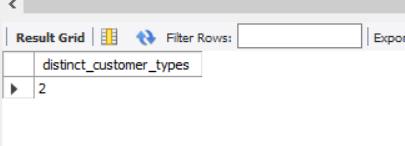 Result Grid Filter Rows: Expor
distinct_customer_types
2